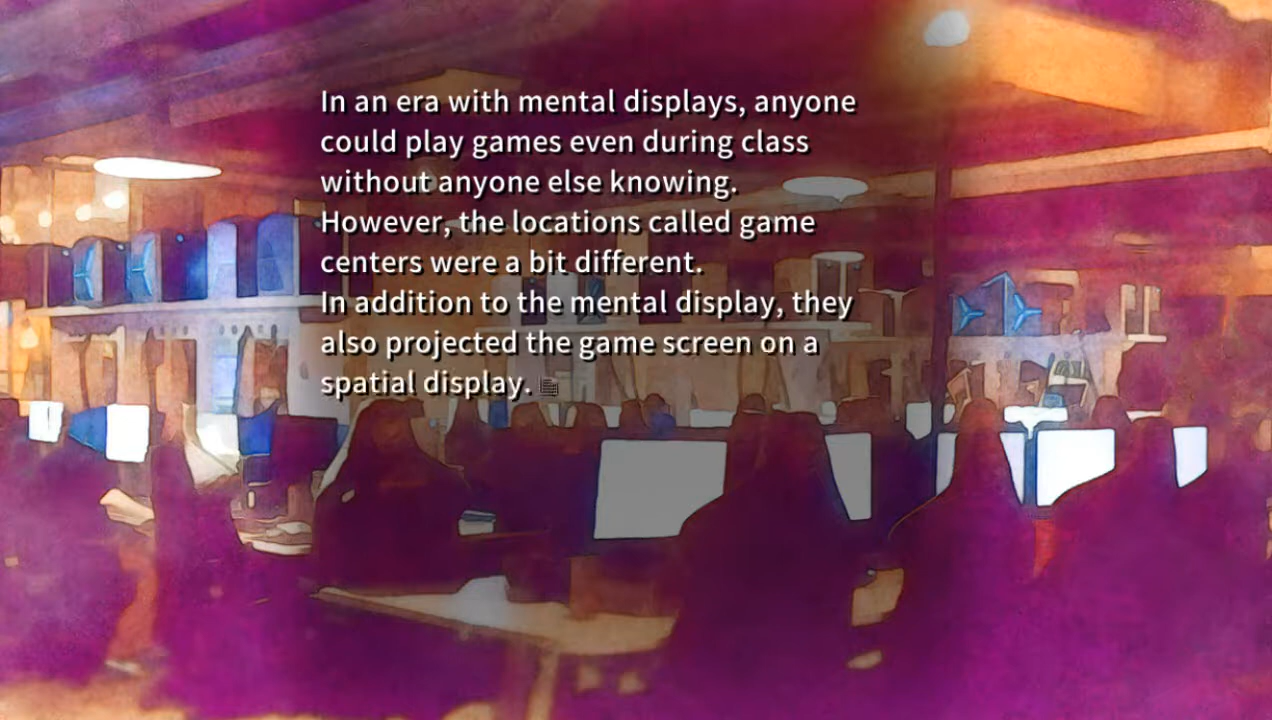 In an era with mental displays, anyone
could play games even during class
without anyone else knowing.
However, the locations called game
centers were a bit different.
In addition to the mental display, they
also projected the game screen on a
spatial display.